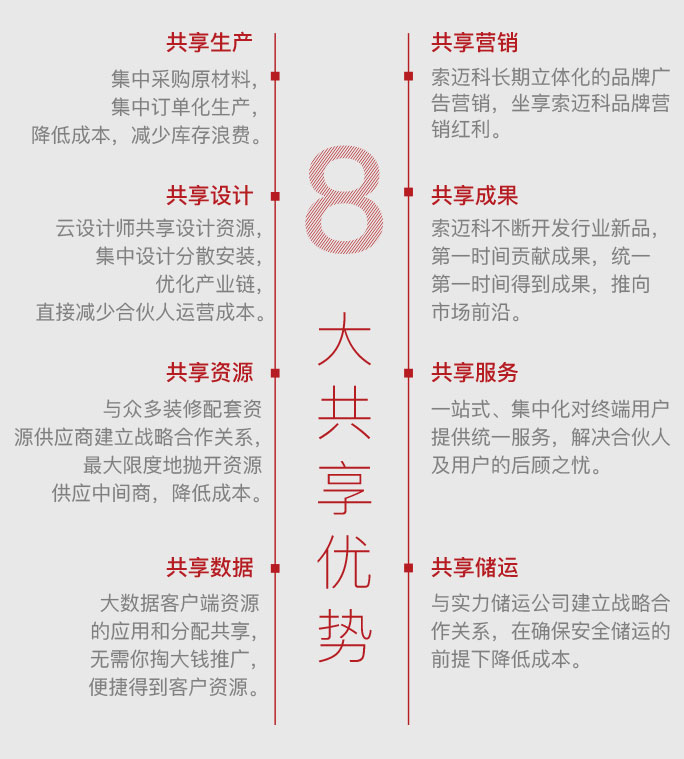 共享生产
集中采购原材料，
集中订单化生产，
降低成本，减少库存浪费。
共享设计
云设计师共享设计资源，
集中设计分散安装，
优化产业链，
直接减少合伙人运营成本。
共享资源
与众多装修配套资
源供应商建立战略合作关系，
最大限度地抛开资源
供应中间商，降低成本。
共享数据
大数据客户端资源
的应用和分配共享，
无需你掏大钱推广，
便捷得到客户资源。
8
大
共
享
优
势
共享营销
索迈科长期立体化的品牌广
告营销，坐享索迈科品牌营
销红利。
共享成果
索迈科不断开发行业新品，
第一时间贡献成果，统一
第一时间得到成果，推向
市场前沿。
共享服务
一站式、集中化对终端用户
提供统一服务，解决合伙人
及用户的后顾之忧。
共享储运
与实力储运公司建立战略合
作关系，在确保安全储运的
前提下降低成本。